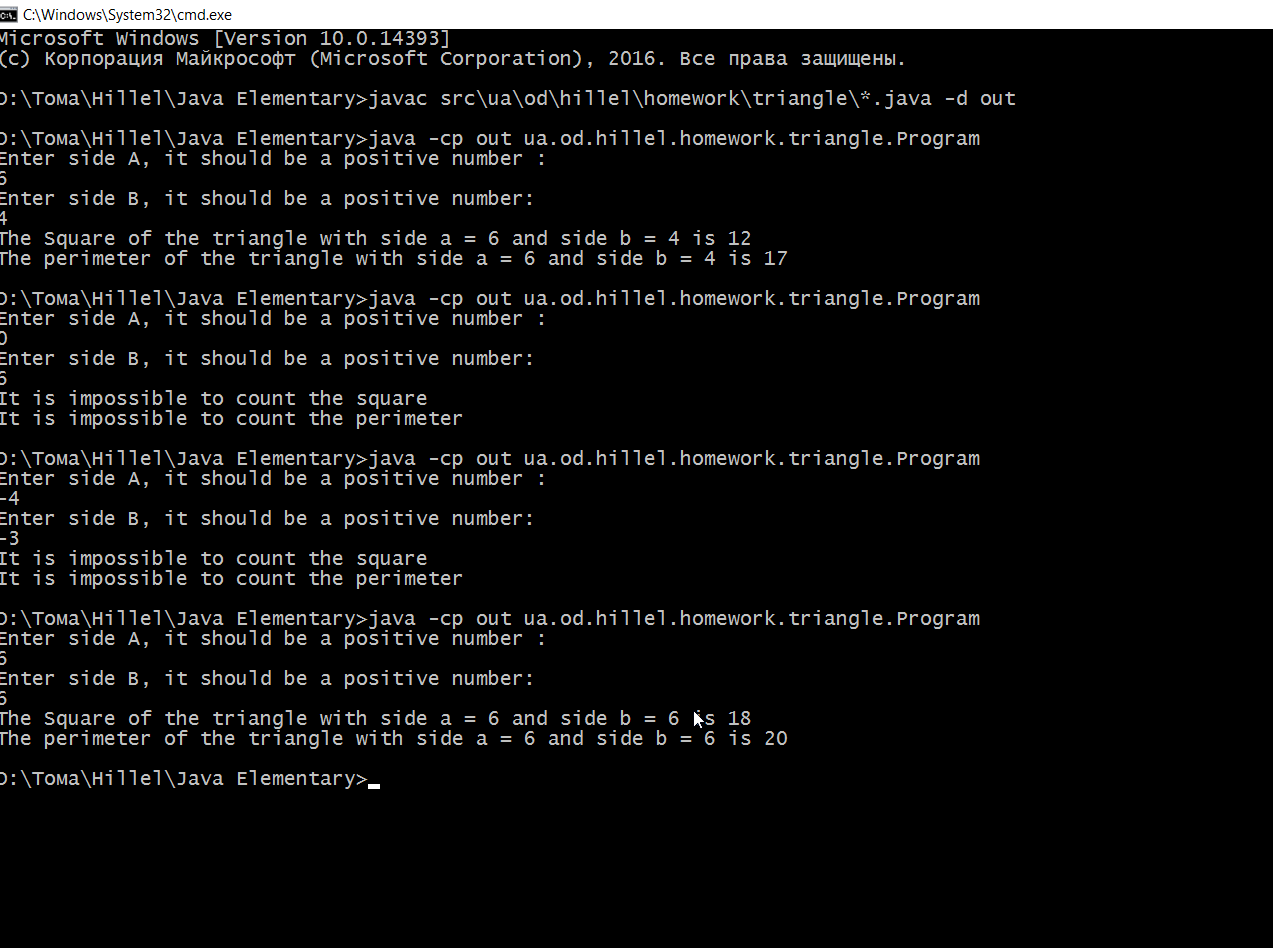 C:\Windows\System32\cmd.exe
Microsoft Windows [Version 10.0.14393]
(c) Корпорация Майкрософт (Microsoft Corporation), 2016. Все права защищены.
D:\Тома\Hillel\Java Elementary>javac src\ua\od\hillel\homework\triangle\*.java -d out
D:\Тома\Hillel\Java Elementary>java -cp out ua.od.hillel.homework.triangle.Program
Enter side A, it should be a positive number :
6
Enter side B, it should be a positive number:
4
The Square of the triangle with side a = 6 and side b = 4 is 12
The perimeter of the triangle with side a = 6 and side b = 4 is 17
D:\Тома\Hillel\Java Elementary>java -cp out ua.od.hillel.homework.triangle.Program
Enter side A, it should be a positive number :
0
Enter side B, it should be a positive number:
6
It is impossible to count the square
It is impossible to count the perimeter
D:\Тома\Hillel\Java Elementary>java -cp out ua.od.hillel.homework.triangle.Program
Enter side A, it should be a positive number :
-4
Enter side B, it should be a positive number:
-3
It is impossible to count the square
It is impossible to count the perimeter
D:\Тома\Hillel\Java Elementary>java -cp out ua.od.hillel.homework.triangle.Program
Enter side A, it should be a positive number :
6
Enter side B, it should be a positive number:
6
The Square of the triangle with side a = 6 and side b = 6 is 18
The perimeter of the triangle with side a = 6 and side b = 6 is 20
D:\Тома\Hillel\Java Elementary>